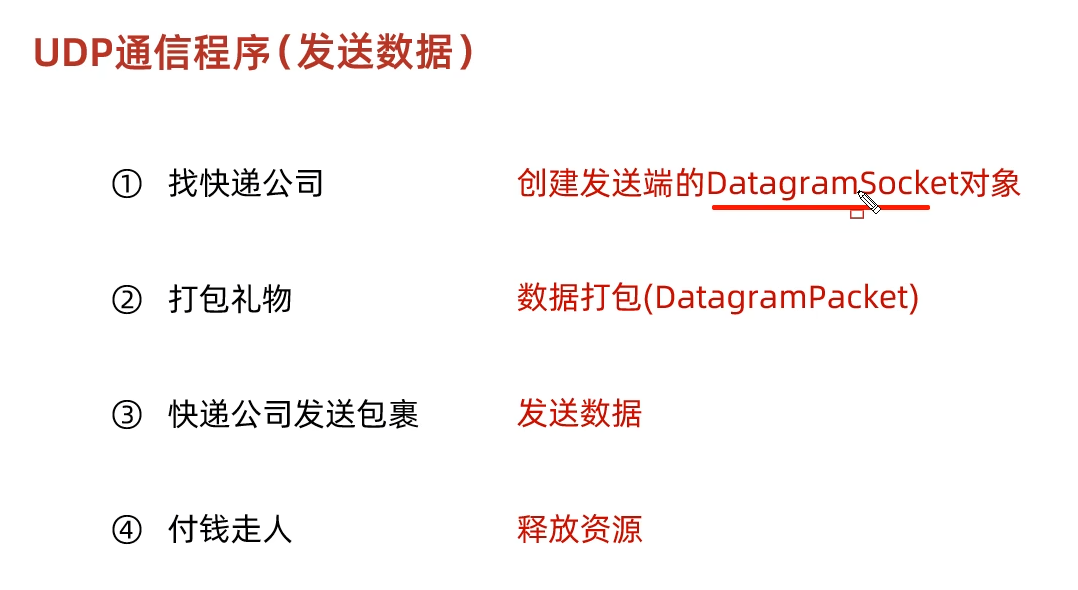 UDP通信程序（发送数据）
① 找快递公司 创建发送端的DatagramSocket对象
② 打包礼物 数据打包(DatagramPacket)
③ 快递公司发送包裹 发送数据
④ 付钱走人 释放资源